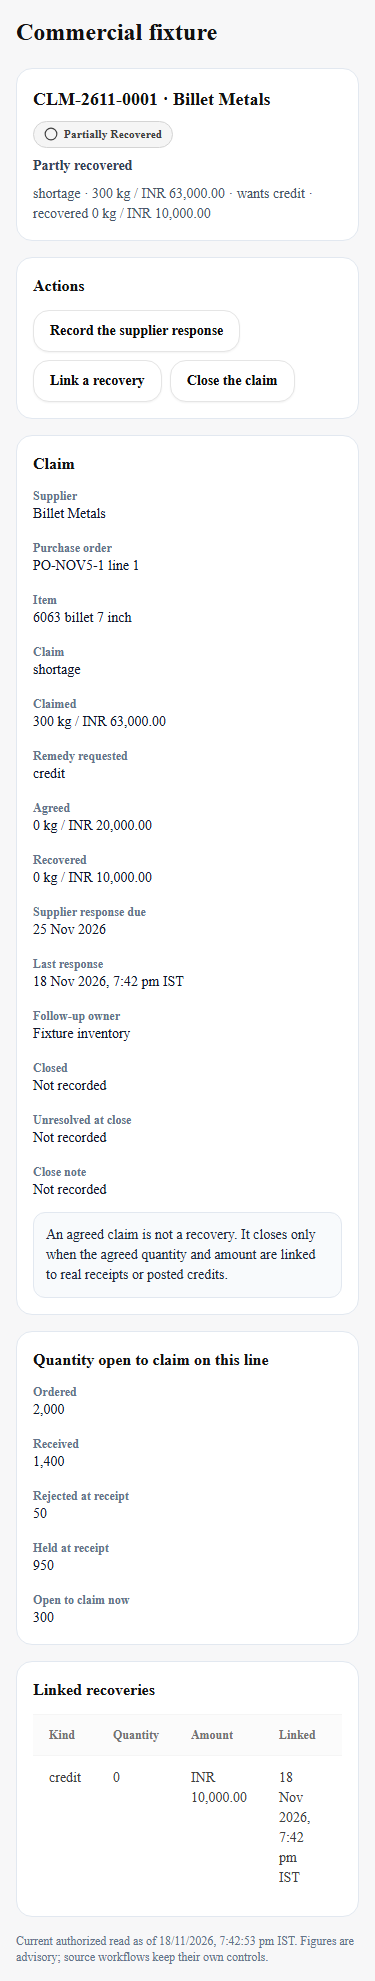 Commercial fixture
CLM-2611-0001 · Billet Metals
Partially Recovered
Partly recovered
shortage · 300 kg / INR 63,000.00 · wants credit ·
recovered 0 kg / INR 10,000.00
Actions
Record the supplier response
Link a recovery
Close the claim
Claim
Supplier
Billet Metals
Purchase order
PO-NOV5-1 line 1
Item
6063 billet 7 inch
Claim
shortage
Claimed
300 kg / INR 63,000.00
Remedy requested
credit
Agreed
0 kg / INR 20,000.00
Recovered
0 kg / INR 10,000.00
Supplier response due
25 Nov 2026
Last response
18 Nov 2026, 7:42 pm IST
Follow-up owner
Fixture inventory
Closed
Not recorded
Unresolved at close
Not recorded
Close note
Not recorded
An agreed claim is not a recovery. It closes only
when the agreed quantity and amount are linked
to real receipts or posted credits.
Quantity open to claim on this line
Ordered
2,000
Received
1,400
Rejected at receipt
50
Held at receipt
950
Open to claim now
300
Linked recoveries
Kind Quantity Amount Linked
credit 0 INR 18
10,000.00 Nov
2026,
7:42
pm
IST
Current authorized read as of 18/11/2026, 7:42:53 pm IST. Figures are
advisory; source workflows keep their own controls.